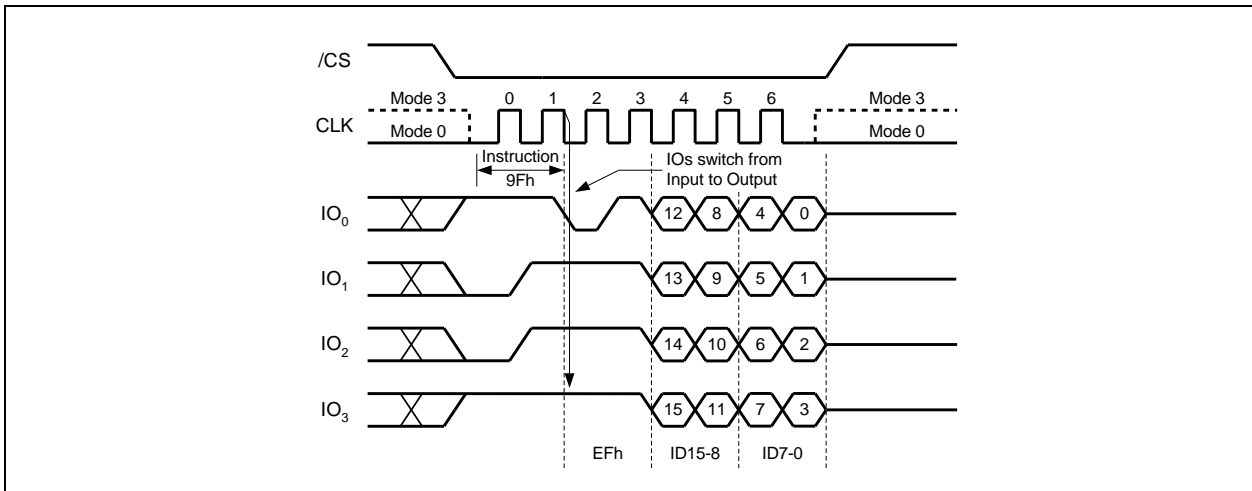 /CS
Mode 3 0 1 2 3 4 5 6 Mode 3
CLK Mode 0 Mode 0
Instruction IOs switch from
9Fh Input to Output
IO0 12 8 4 0
IO1 13 9 5 1
IO2 14 10 6 2
IO3 15 11 7 3
EFh ID15-8 ID7-0